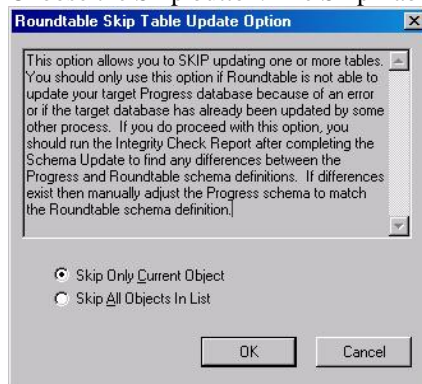 Roundtable Skip Table Update Option
This option allows you to SKIP updating one or more tables.
You should only use this option if Roundtable is not able to
update your target Progress database because of an error
or if the target database has already been updated by some
other process.  If you do proceed with this option, you
should run the Integrity Check Report after completing the
Schema Update to find any differences between the
Progress and Roundtable schema definitions.  If differences
exist then manually adjust the Progress schema to match
the Roundtable schema definition.
Skip Only Current Object
Skip All Objects In List
OK
Cancel